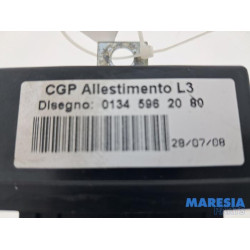 CGP Allestimento L3
Disegno: 0134 596 20 80
28/07/08
MARESIA